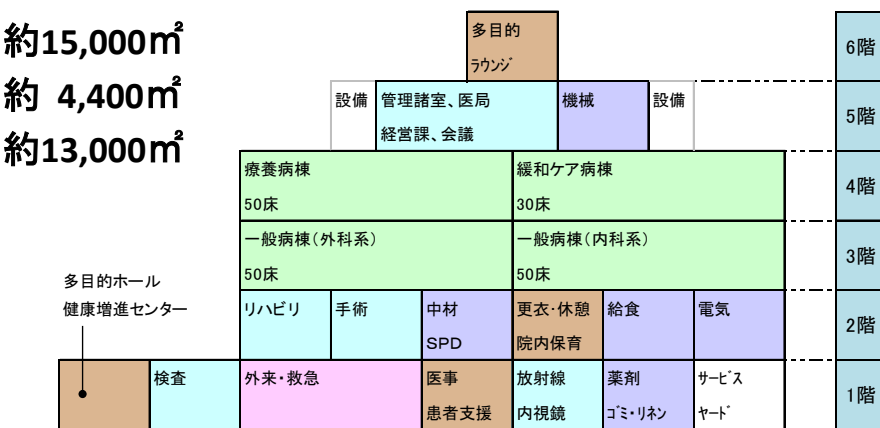 約15,000㎡
約 4,400㎡
約13,000㎡
多目的
ラウンジ
6階
設備
管理諸室、医局
経営課、会議
機械
設備
5階
療養病棟
50床
緩和ケア病棟
30床
4階
一般病棟(外科系)
50床
一般病棟(内科系)
50床
3階
多目的ホール
健康増進センター
リハビリ
手術
中材
SPD
更衣・休憩
院内保育
給食
電気
2階
検査
外来・救急
医事
患者支援
放射線
内視鏡
薬剤
ゴミ・リネン
サービス
ヤード
1階